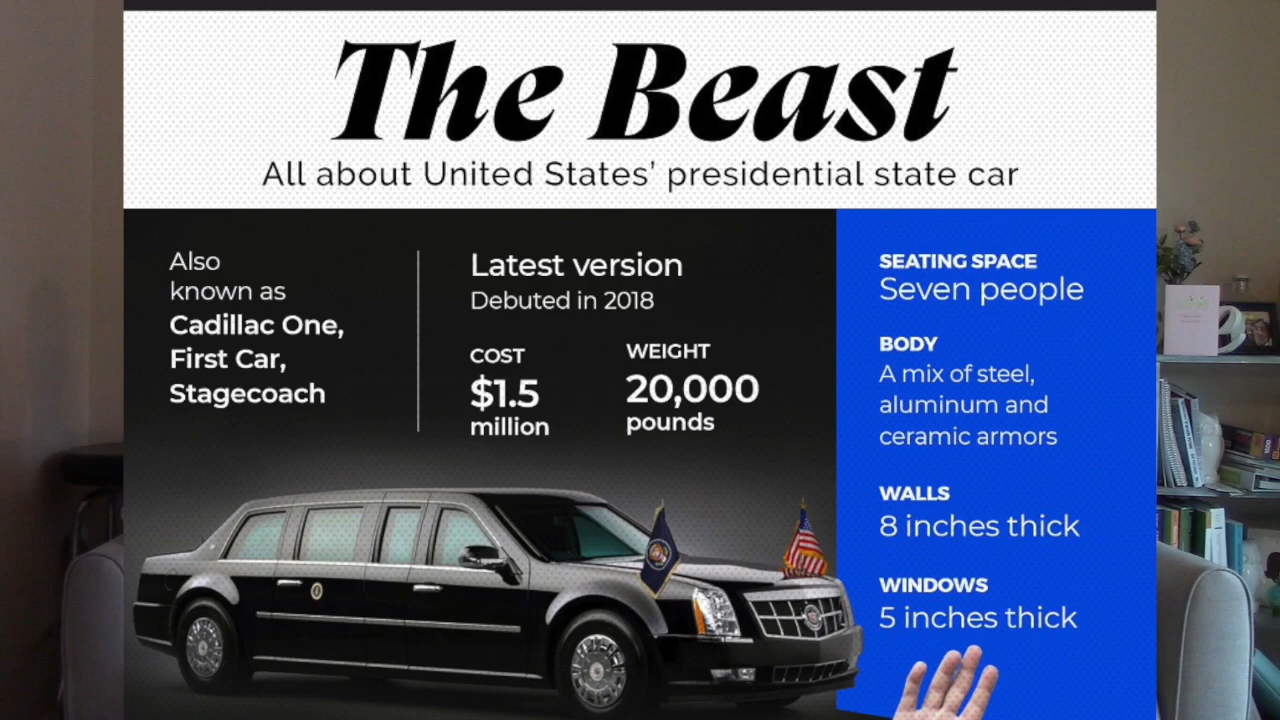 The Beast
All about United States’ presidential state car
Also
known as
Cadillac One,
First Car,
Stagecoach
Latest version
Debuted in 2018
COST
$1.5
million
WEIGHT
20,000
pounds
SEATING SPACE
Seven people
BODY
A mix of steel,
aluminum and
ceramic armors
WALLS
8 inches thick
WINDOWS
5 inches thick